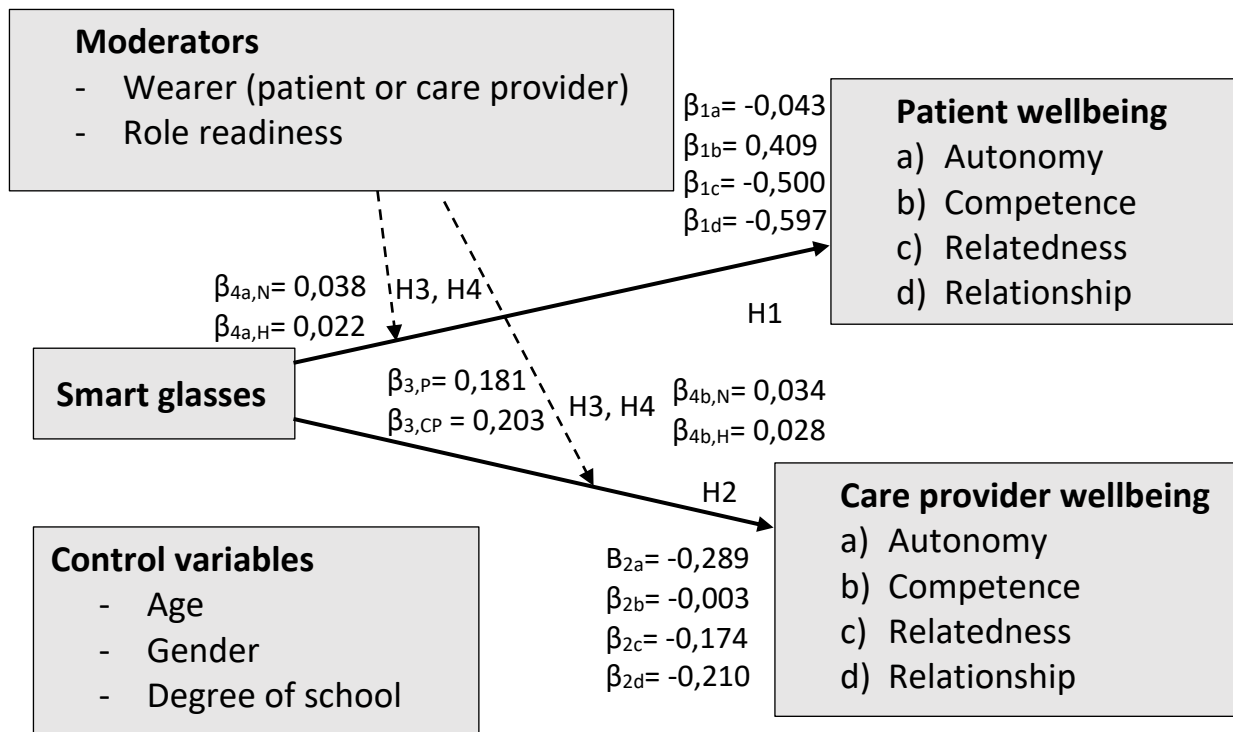 Moderators
- Wearer (patient or care provider)
- Role readiness
β1a= -0,043
β1b= 0,409
β1c= -0,500
β1d= -0,597
Patient wellbeing
a) Autonomy
b) Competence
c) Relatedness
d) Relationship
β4a,N= 0,038
β4a,H= 0,022
H3, H4
H1
Smart glasses
β3,P= 0,181
β3,CP = 0,203
H3, H4
β4b,N= 0,034
β4b,H= 0,028
H2
Care provider wellbeing
a) Autonomy
b) Competence
c) Relatedness
d) Relationship
Β2a= -0,289
β2b= -0,003
β2c= -0,174
β2d= -0,210
Control variables
- Age
- Gender
- Degree of school